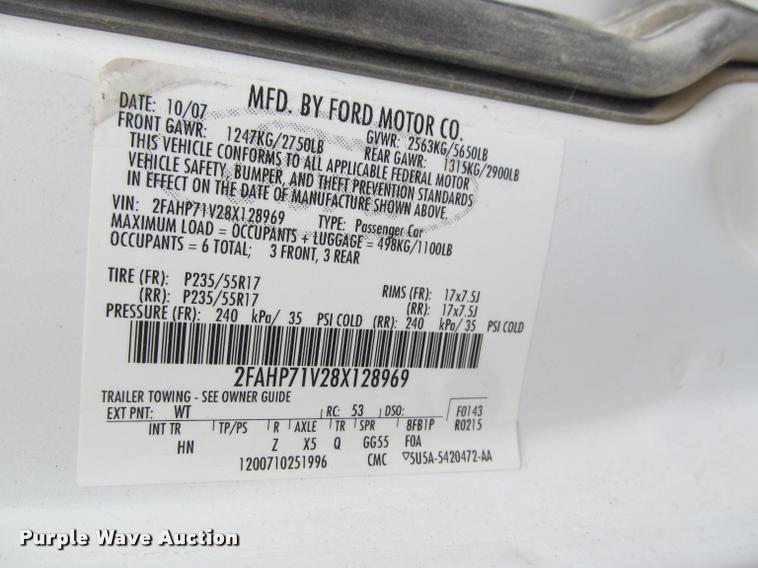 DATE: 10/07 MFD. BY FORD MOTOR CO.
FRONT GAWR: 1247KG/2750LB GVWR: 2563KG/5650LB
REAR GAWR: 1315KG/2900LB
THIS VEHICLE CONFORMS TO ALL APPLICABLE FEDERAL MOTOR
VEHICLE SAFETY, BUMPER, AND THEFT PREVENTION STANDARDS
IN EFFECT ON THE DATE OF MANUFACTURE SHOWN ABOVE.
VIN: 2FAHP71V28X128969 TYPE: Passenger Car
MAXIMUM LOAD = OCCUPANTS + LUGGAGE = 498KG/1100LB
OCCUPANTS = 6 TOTAL; 3 FRONT, 3 REAR
TIRE (FR): P235/55R17 RIMS (FR): 17x7.5J
(RR): P235/55R17 (RR): 17x7.5J
PRESSURE (FR): 240 kPa/ 35 PSI COLD (RR): 240 kPa/ 35 PSI COLD
2FAHP71V28X128969
TRAILER TOWING - SEE OWNER GUIDE
EXT PNT: WT RC: 53 DSO: F0143
INT TR TP/PS R AXLE TR SPR 8FB1P R0215
HN Z X5 Q GG55 F0A
1200710251996 CMC ▽5U5A-5420472-AA
Purple Wave Auction